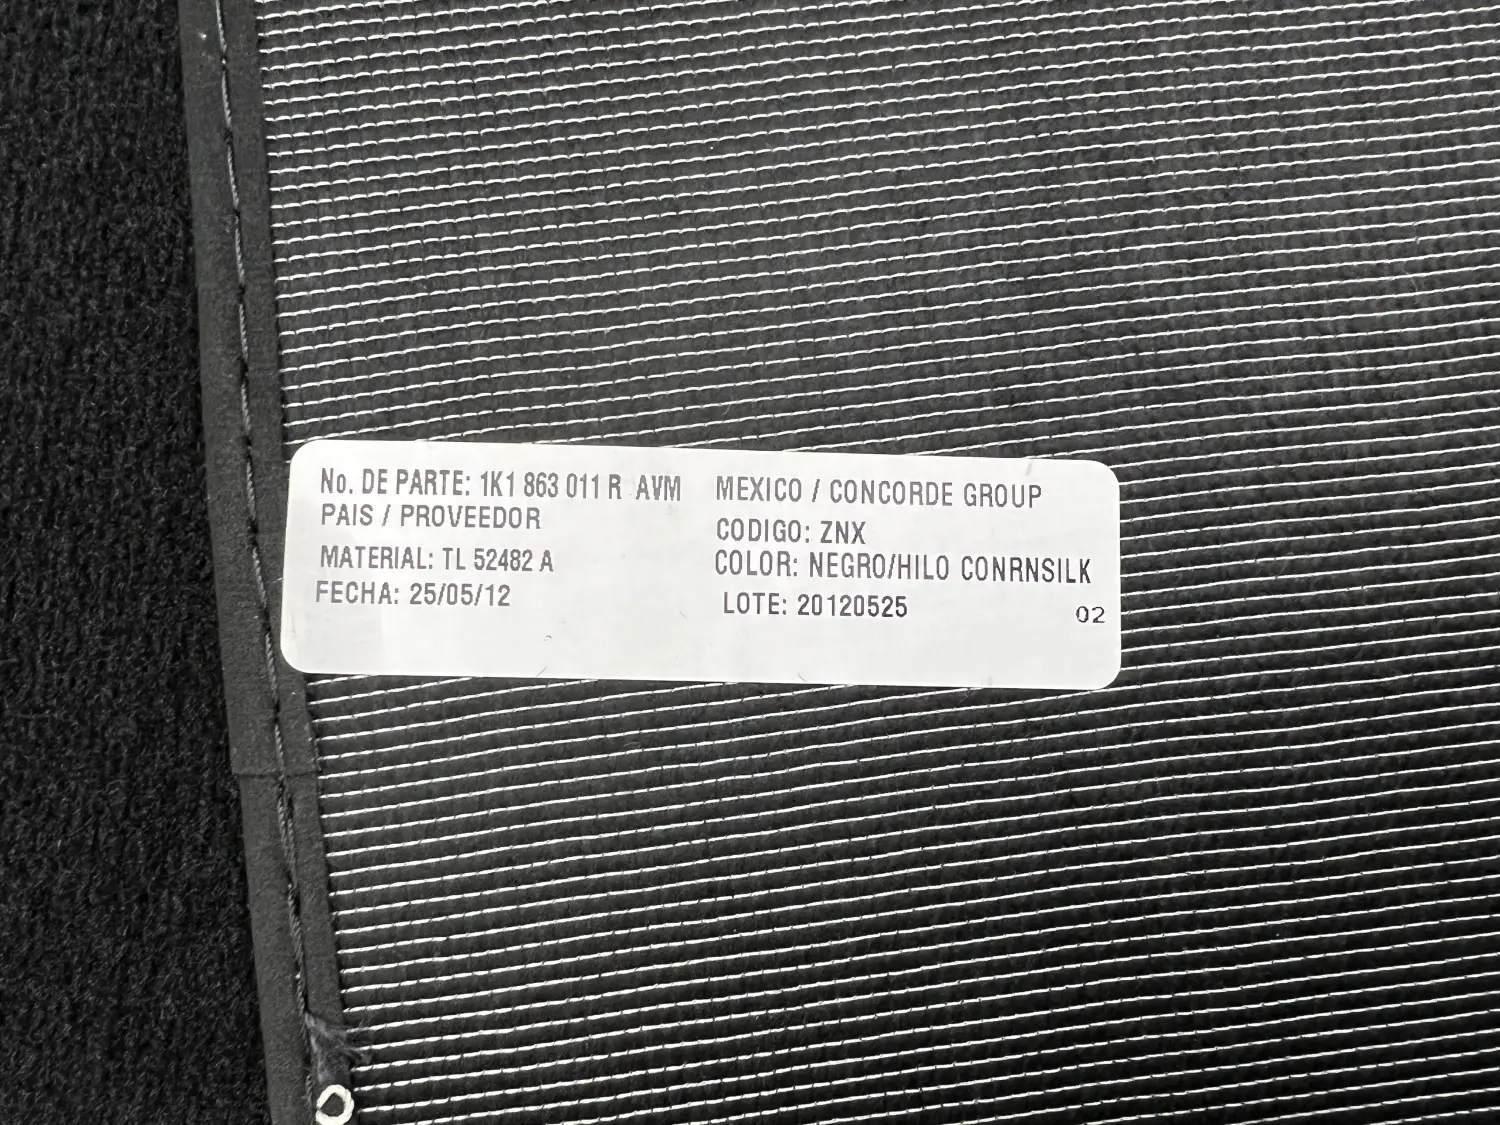 No. DE PARTE: 1K1 863 011 R AVM
PAIS / PROVEEDOR
MATERIAL: TL 52482 A
FECHA: 25/05/12
MEXICO / CONCORDE GROUP
CODIGO: ZNX
COLOR: NEGRO/HILO CONRNSILK
LOTE: 20120525
02